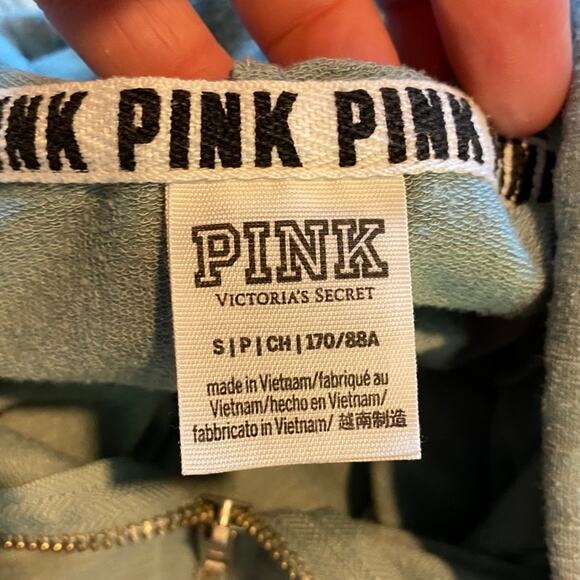 INK PINK PINK
PINK
VICTORIA'S SECRET
S|P|CH|170/88A
made in Vietnam/fabriqué au
Vietnam/hecho en Vietnam/
fabbricato in Vietnam/ 越南制造